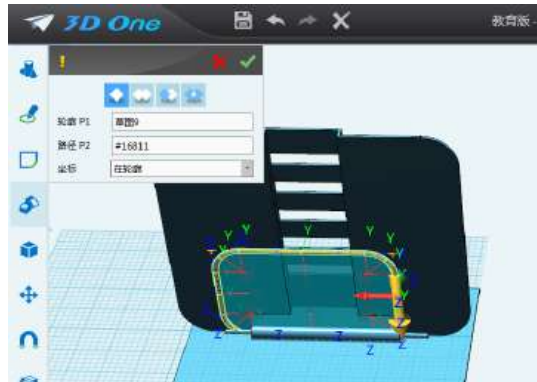 3D One
教育版 -
轮廓 P1 草图9
路径 P2 #16811
坐标 在轮廓
Y Y Y Y
Y Y
Y
Z
Z
Z Z Z Z
Z